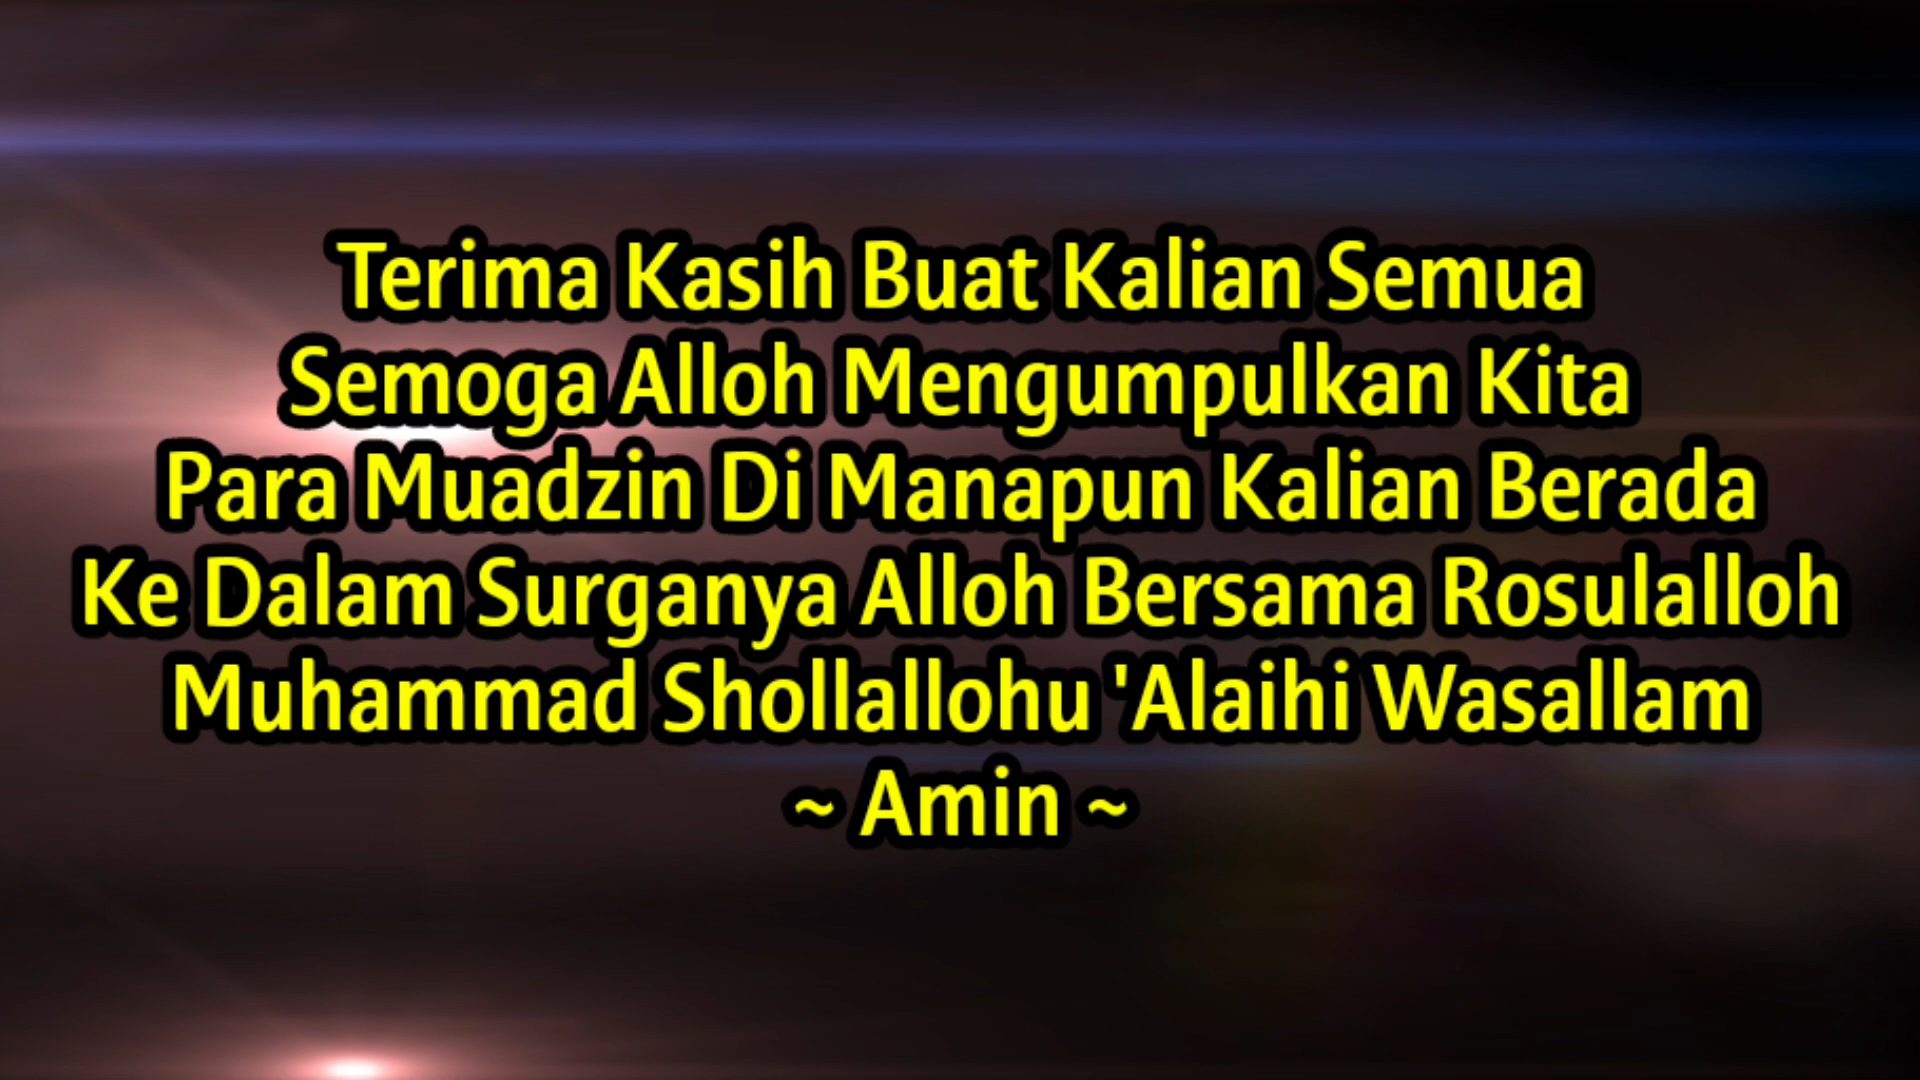 Terima Kasih Buat Kalian Semua
Semoga Alloh Mengumpulkan Kita
Para Muadzin Di Manapun Kalian Berada
Ke Dalam Surganya Alloh Bersama Rosulalloh
Muhammad Shollallohu 'Alaihi Wasallam
~ Amin ~